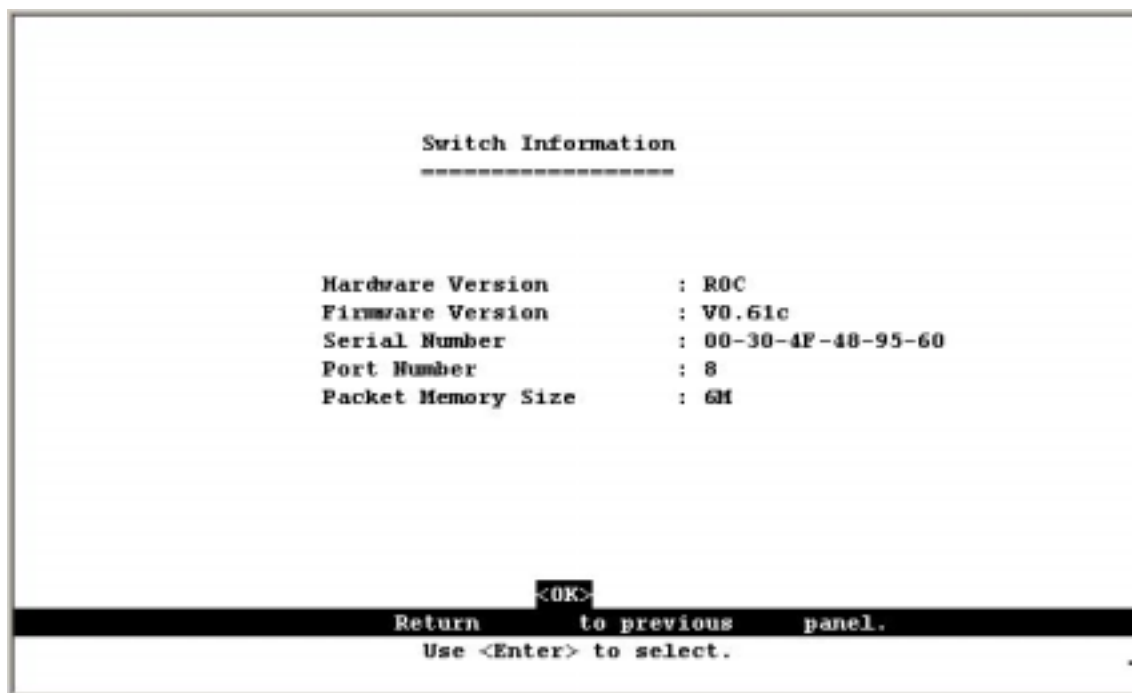 Switch Information
==================
Hardware Version : R0C
Firmware Version : V0.61c
Serial Number : 00-30-4F-48-95-60
Port Number : 8
Packet Memory Size : 6M
<OK>
Return to previous panel.
Use <Enter> to select.